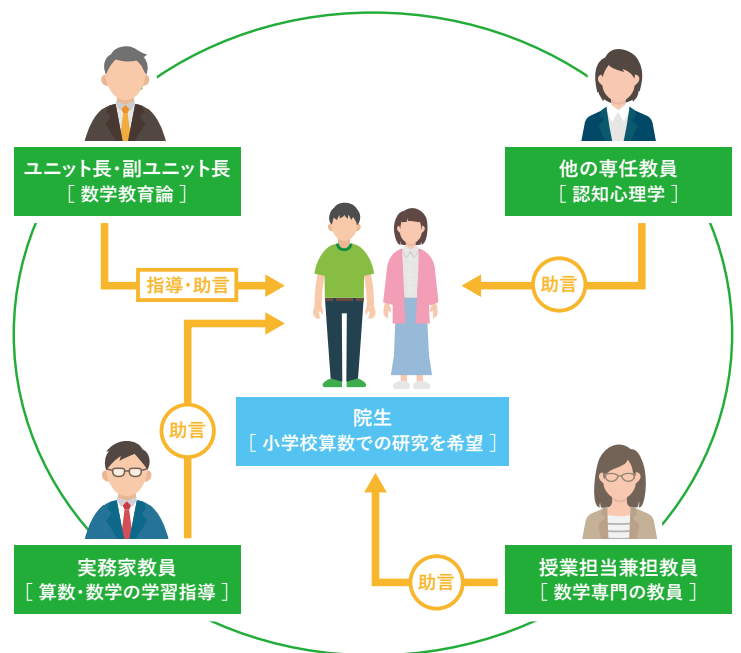 ユニット長・副ユニット長
［ 数学教育論 ］
他の専任教員
［ 認知心理学 ］
指導・助言
助言
助言
院生
［ 小学校算数での研究を希望 ］
実務家教員
［ 算数・数学の学習指導 ］
助言
授業担当兼担教員
［ 数学専門の教員 ］